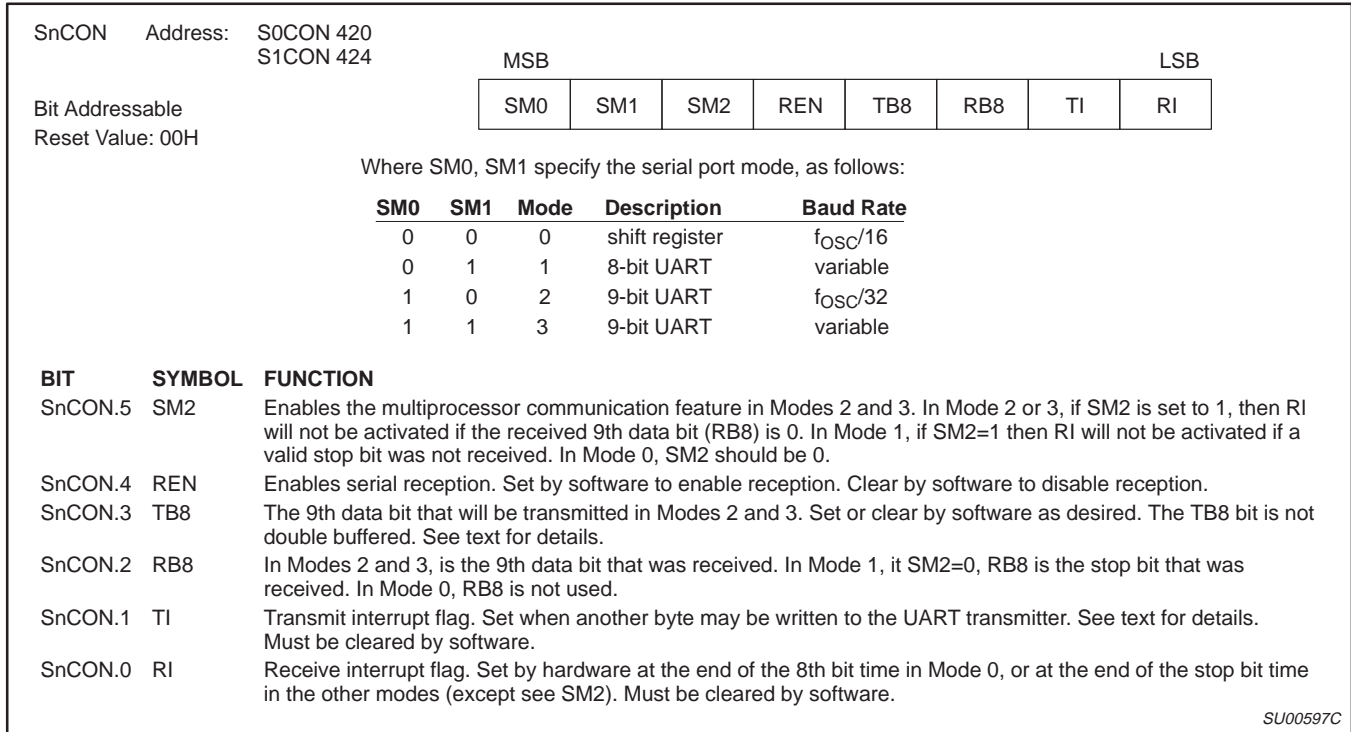 SnCON Address: S0CON 420
S1CON 424
MSB LSB
Bit Addressable
SM0 SM1 SM2 REN TB8 RB8 TI RI
Reset Value: 00H
Where SM0, SM1 specify the serial port mode, as follows:
SM0 SM1 Mode Description Baud Rate
0 0 0 shift register fOSC/16
0 1 1 8-bit UART variable
1 0 2 9-bit UART fOSC/32
1 1 3 9-bit UART variable
BIT SYMBOL FUNCTION
SnCON.5 SM2 Enables the multiprocessor communication feature in Modes 2 and 3. In Mode 2 or 3, if SM2 is set to 1, then RI
will not be activated if the received 9th data bit (RB8) is 0. In Mode 1, if SM2=1 then RI will not be activated if a
valid stop bit was not received. In Mode 0, SM2 should be 0.
SnCON.4 REN Enables serial reception. Set by software to enable reception. Clear by software to disable reception.
SnCON.3 TB8 The 9th data bit that will be transmitted in Modes 2 and 3. Set or clear by software as desired. The TB8 bit is not
double buffered. See text for details.
SnCON.2 RB8 In Modes 2 and 3, is the 9th data bit that was received. In Mode 1, it SM2=0, RB8 is the stop bit that was
received. In Mode 0, RB8 is not used.
SnCON.1 TI Transmit interrupt flag. Set when another byte may be written to the UART transmitter. See text for details.
Must be cleared by software.
SnCON.0 RI Receive interrupt flag. Set by hardware at the end of the 8th bit time in Mode 0, or at the end of the stop bit time
in the other modes (except see SM2). Must be cleared by software.
SU00597C